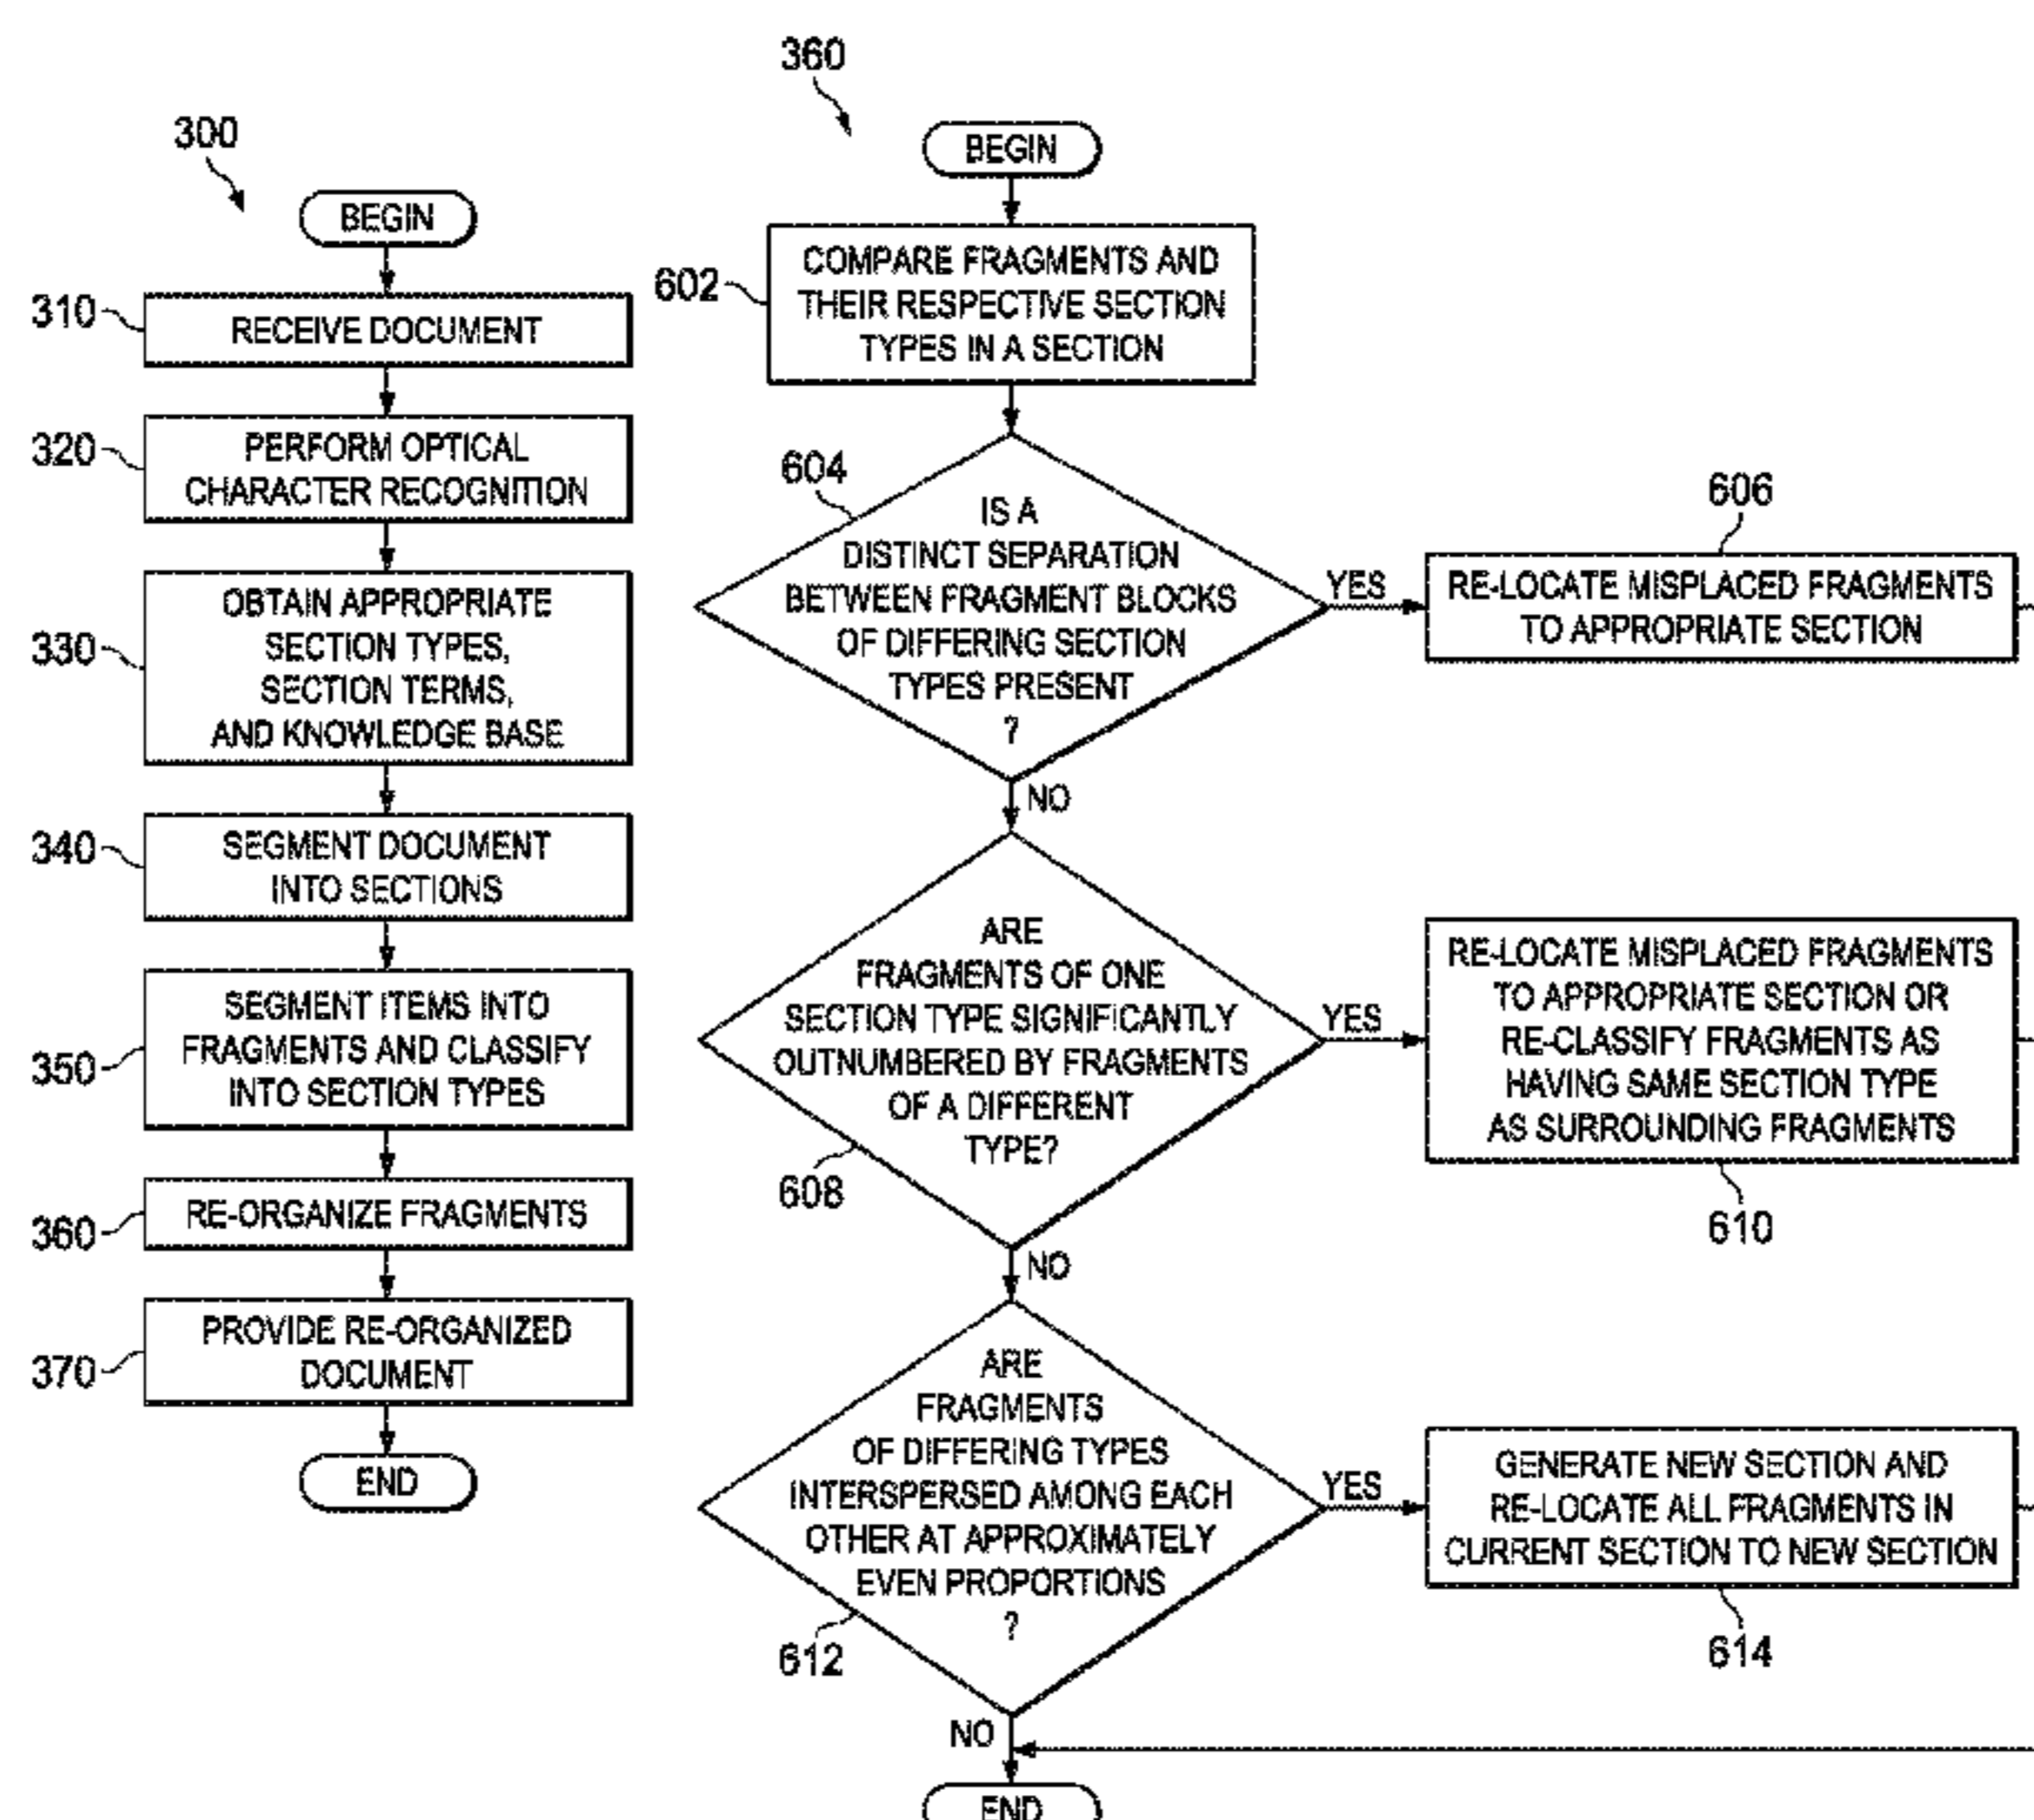 300
BEGIN
310
RECEIVE DOCUMENT
320
PERFORM OPTICAL
CHARACTER RECOGNITION
330
OBTAIN APPROPRIATE
SECTION TYPES,
SECTION TERMS,
AND KNOWLEDGE BASE
340
SEGMENT DOCUMENT
INTO SECTIONS
350
SEGMENT ITEMS INTO
FRAGMENTS AND CLASSIFY
INTO SECTION TYPES
360
RE-ORGANIZE FRAGMENTS
370
PROVIDE RE-ORGANIZED
DOCUMENT
END
360
BEGIN
602
COMPARE FRAGMENTS AND
THEIR RESPECTIVE SECTION
TYPES IN A SECTION
604
IS A
DISTINCT SEPARATION
BETWEEN FRAGMENT BLOCKS
OF DIFFERING SECTION
TYPES PRESENT
?
YES
606
RE-LOCATE MISPLACED FRAGMENTS
TO APPROPRIATE SECTION
NO
ARE
FRAGMENTS OF ONE
SECTION TYPE SIGNIFICANTLY
OUTNUMBERED BY FRAGMENTS
OF A DIFFERENT
TYPE?
608
YES
RE-LOCATE MISPLACED FRAGMENTS
TO APPROPRIATE SECTION OR
RE-CLASSIFY FRAGMENTS AS
HAVING SAME SECTION TYPE
AS SURROUNDING FRAGMENTS
610
NO
ARE
FRAGMENTS
OF DIFFERING TYPES
INTERSPERSED AMONG EACH
OTHER AT APPROXIMATELY
EVEN PROPORTIONS
?
612
YES
GENERATE NEW SECTION AND
RE-LOCATE ALL FRAGMENTS IN
CURRENT SECTION TO NEW SECTION
614
NO
END